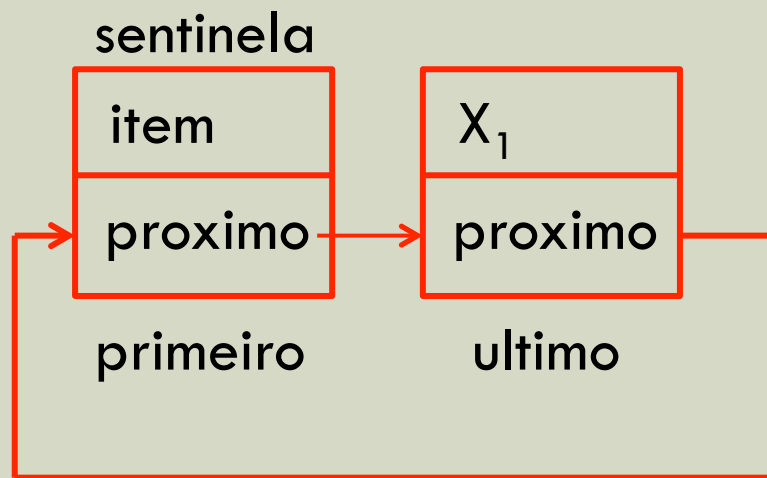 sentinela
item X₁
proximo proximo
primeiro ultimo